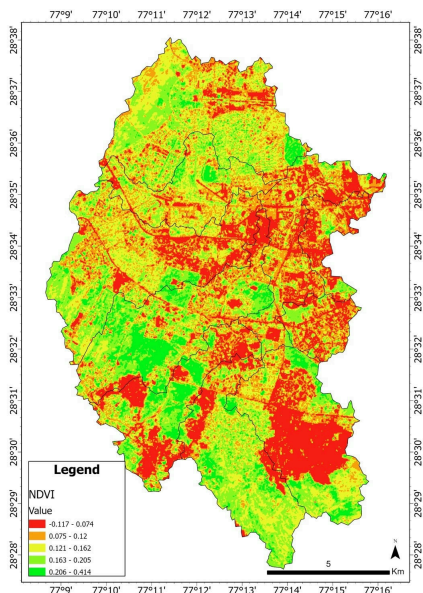 77°9' 77°10' 77°11' 77°12' 77°13' 77°14' 77°15' 77°16'
28°38' 28°38'
28°37' 28°37'
28°36' 28°36'
28°35' 28°35'
28°34' 28°34'
28°33' 28°33'
28°32' 28°32'
28°31' 28°31'
28°30' 28°30'
28°29' 28°29'
28°28' 28°28'
Legend
NDVI
Value
-0.117 - 0.074
0.075 - 0.12
0.121 - 0.162
0.163 - 0.205
0.206 - 0.414
N
5
Km
77°9' 77°10' 77°11' 77°12' 77°13' 77°14' 77°15' 77°16'